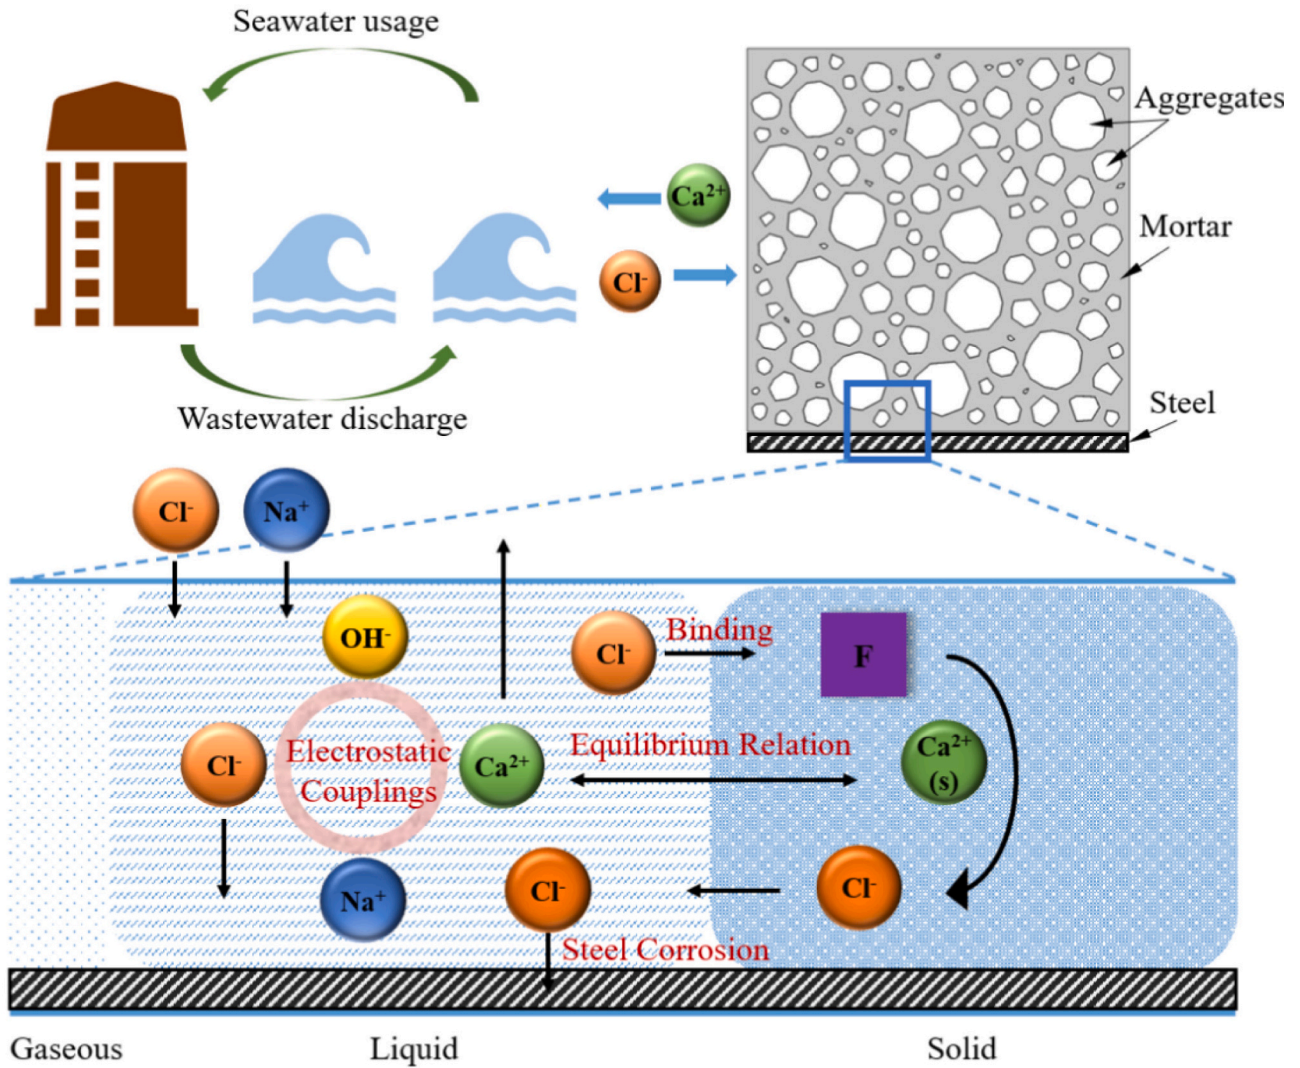 Seawater usage
Aggregates
Ca²⁺
Mortar
Cl⁻
Steel
Wastewater discharge
Cl⁻
Na⁺
OH⁻
Cl⁻
Binding
F
Cl⁻
Electrostatic
Couplings
Ca²⁺
Equilibrium Relation
Ca²⁺
(s)
Na⁺
Cl⁻
Cl⁻
Steel Corrosion
Gaseous
Liquid
Solid